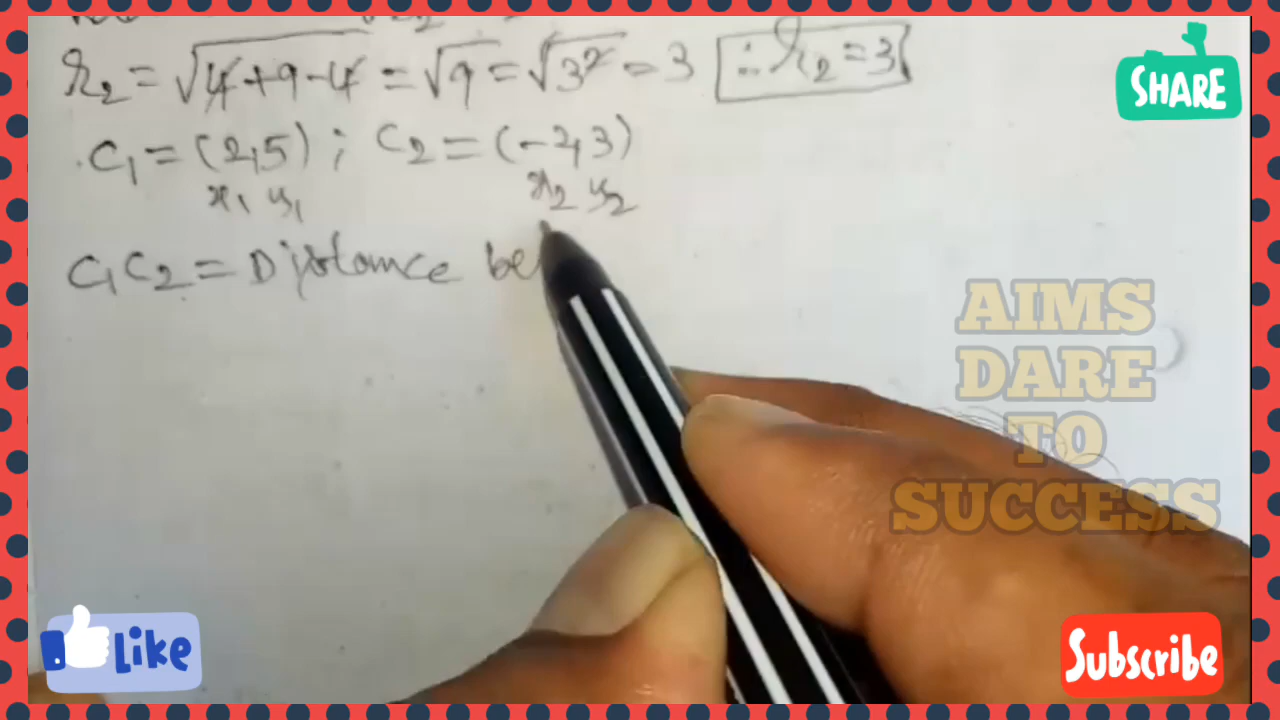 r₂ = √4+9-4 = √9 = √3² = 3 ∴ r₂ = 3
C₁ = (2,5) ; C₂ = (-2,3)
x₁ y₁ x₂ y₂
C₁C₂ = Distance be
SHARE
AIMS
DARE
TO
SUCCESS
Like
Subscribe